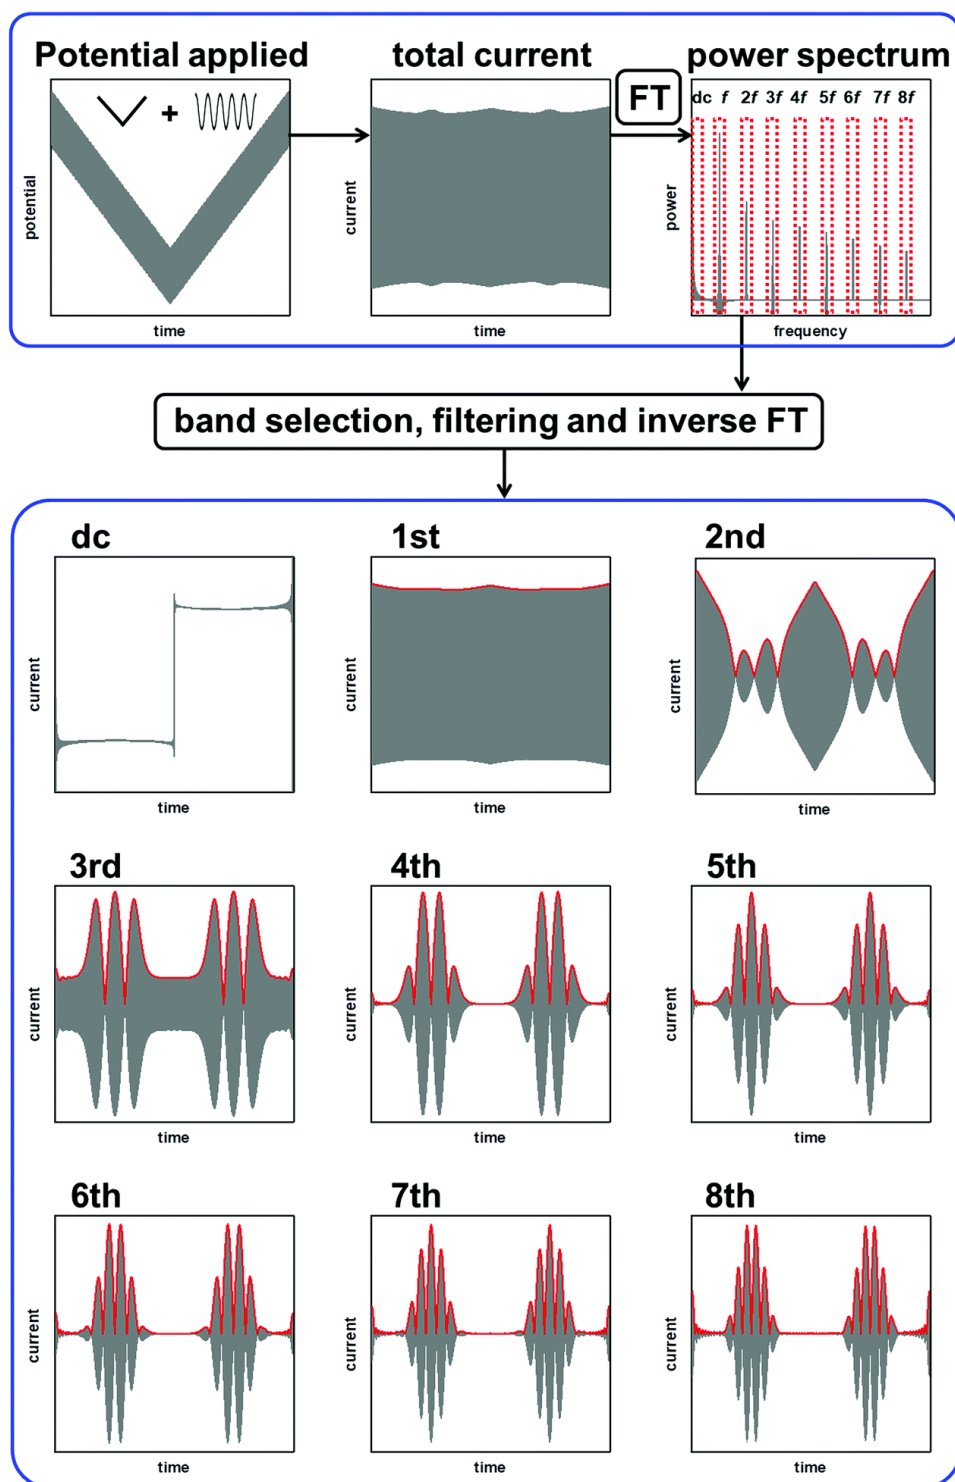 Potential applied
total current
power spectrum
FT
+
dc f 2f 3f 4f 5f 6f 7f 8f
potential
time
current
time
power
frequency
band selection, filtering and inverse FT
dc
current
time
1st
current
time
2nd
current
time
3rd
current
time
4th
current
time
5th
current
time
6th
current
time
7th
current
time
8th
current
time